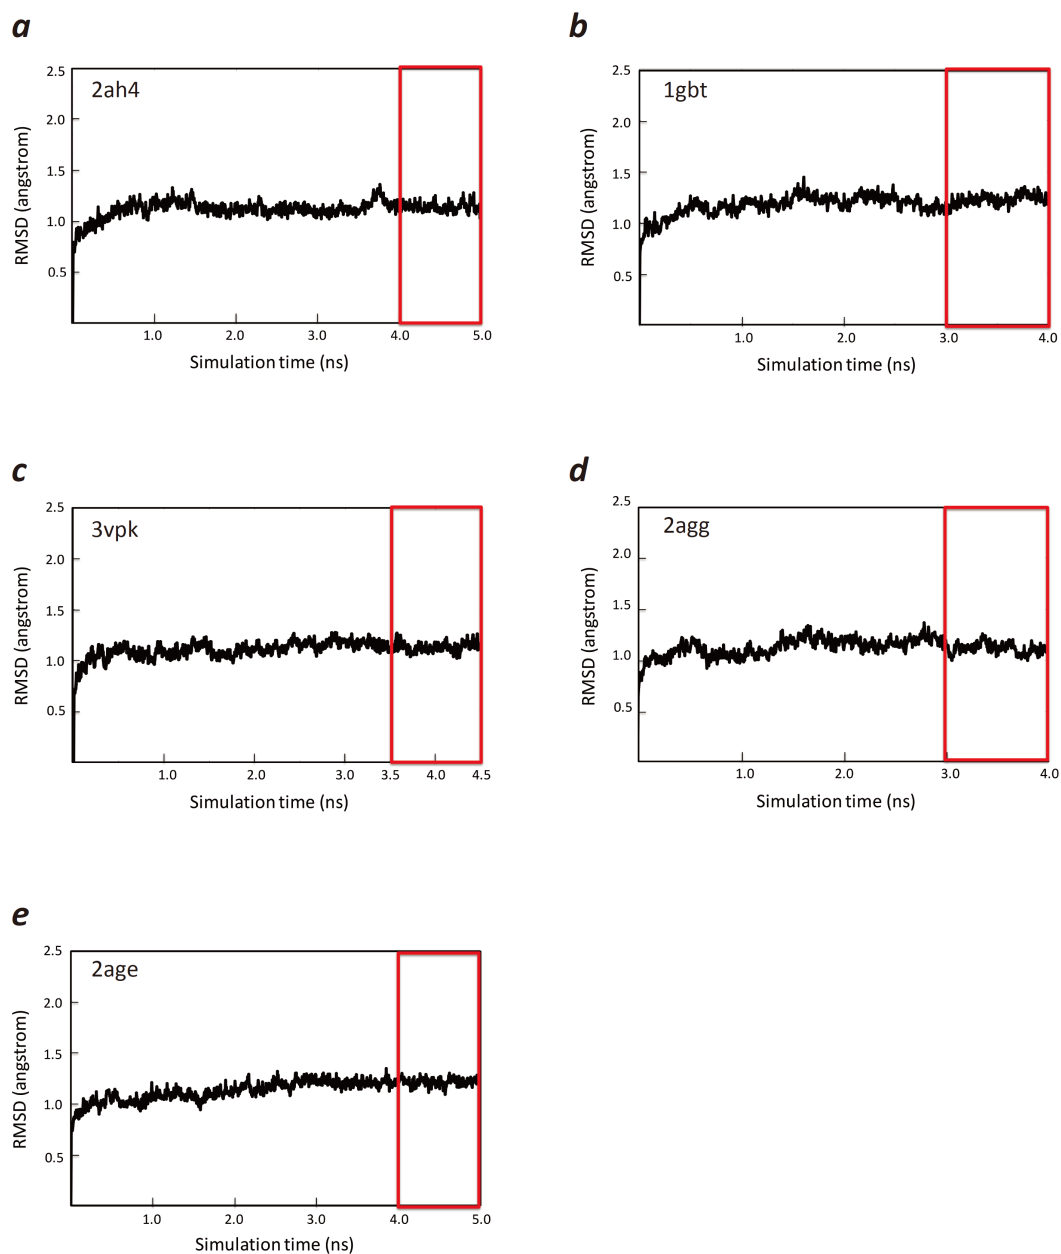 a
2ah4
2.5
2.0
1.5
1.0
0.5
RMSD (angstrom)
1.0 2.0 3.0 4.0 5.0
Simulation time (ns)
b
1gbt
2.5
2.0
1.5
1.0
0.5
RMSD (angstrom)
1.0 2.0 3.0 4.0
Simulation time (ns)
c
3vpk
2.5
2.0
1.5
1.0
0.5
RMSD (angstrom)
1.0 2.0 3.0 3.5 4.0 4.5
Simulation time (ns)
d
2agg
2.5
2.0
1.5
1.0
0.5
RMSD (angstrom)
1.0 2.0 3.0 4.0
Simulation time (ns)
e
2age
2.5
2.0
1.5
1.0
0.5
RMSD (angstrom)
1.0 2.0 3.0 4.0 5.0
Simulation time (ns)